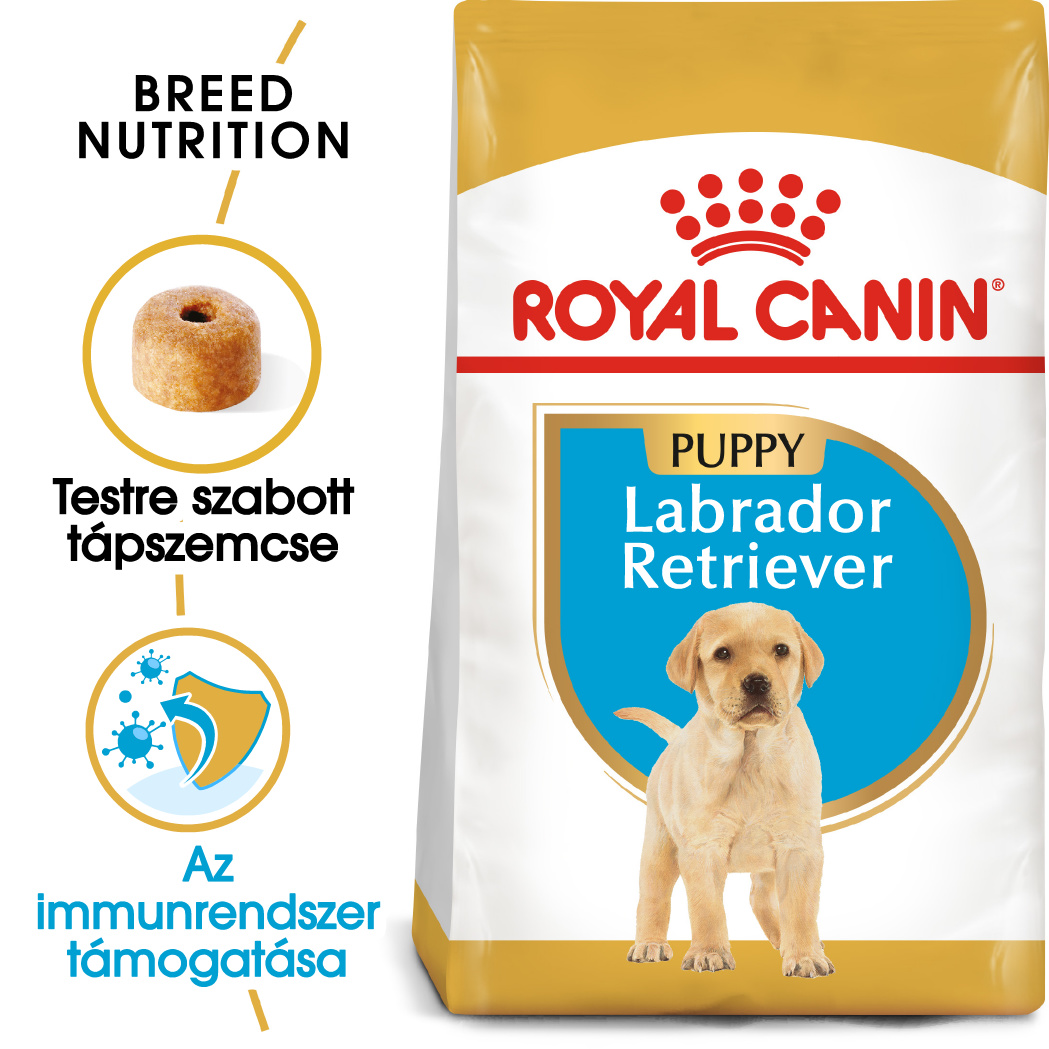 BREED
NUTRITION
Testre szabott
tápszemcse
Az
immunrendszer
támogatása
ROYAL CANIN®
PUPPY
Labrador
Retriever